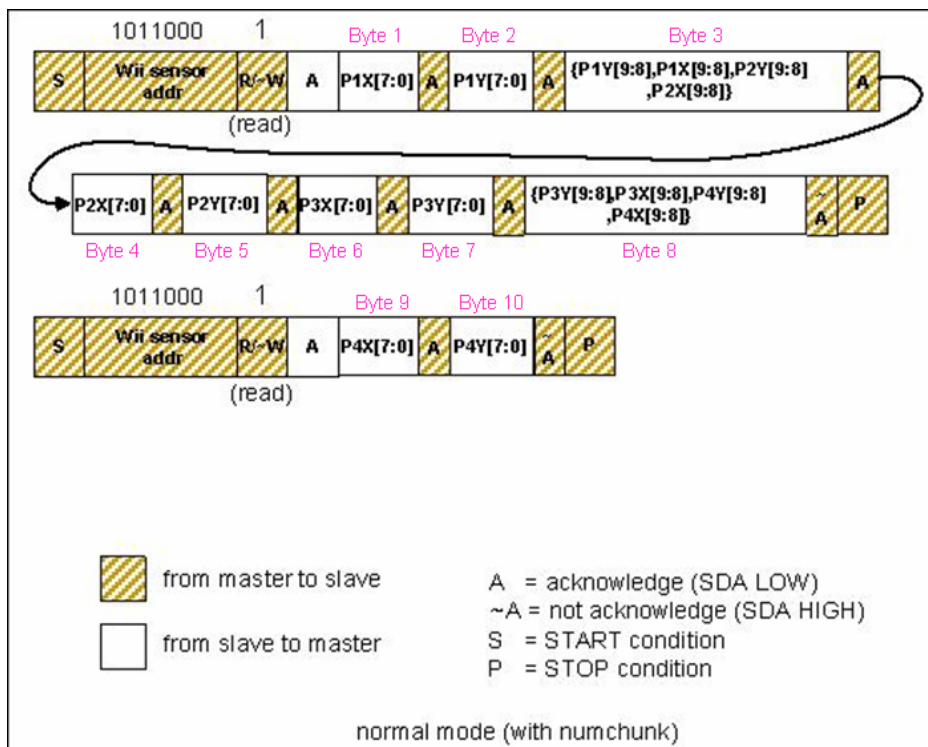 1011000 1 Byte 1 Byte 2 Byte 3
S Wii sensor addr R/~W A P1X[7:0] A P1Y[7:0] A {P1Y[9:8],P1X[9:8],P2Y[9:8] ,P2X[9:8]} A
(read)
P2X[7:0] A P2Y[7:0] A P3X[7:0] A P3Y[7:0] A {P3Y[9:8],P3X[9:8],P4Y[9:8] ,P4X[9:8]} ~A P
Byte 4 Byte 5 Byte 6 Byte 7 Byte 8
1011000 1 Byte 9 Byte 10
S Wii sensor addr R/~W A P4X[7:0] A P4Y[7:0] ~A P
(read)
from master to slave
from slave to master
A = acknowledge (SDA LOW)
~A = not acknowledge (SDA HIGH)
S = START condition
P = STOP condition
normal mode (with numchunk)